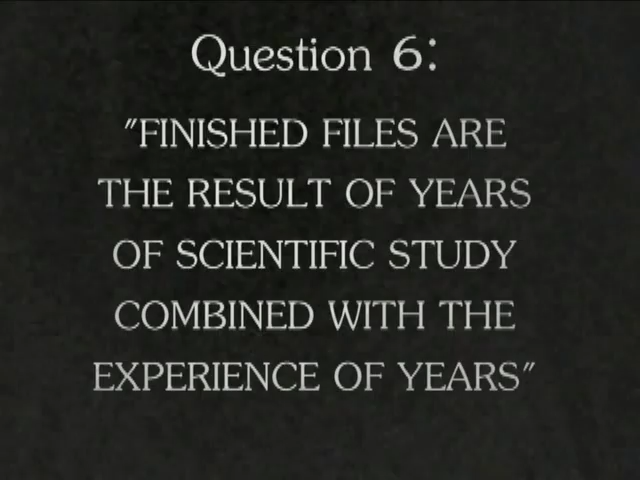 Question 6:
"FINISHED FILES ARE
THE RESULT OF YEARS
OF SCIENTIFIC STUDY
COMBINED WITH THE
EXPERIENCE OF YEARS"